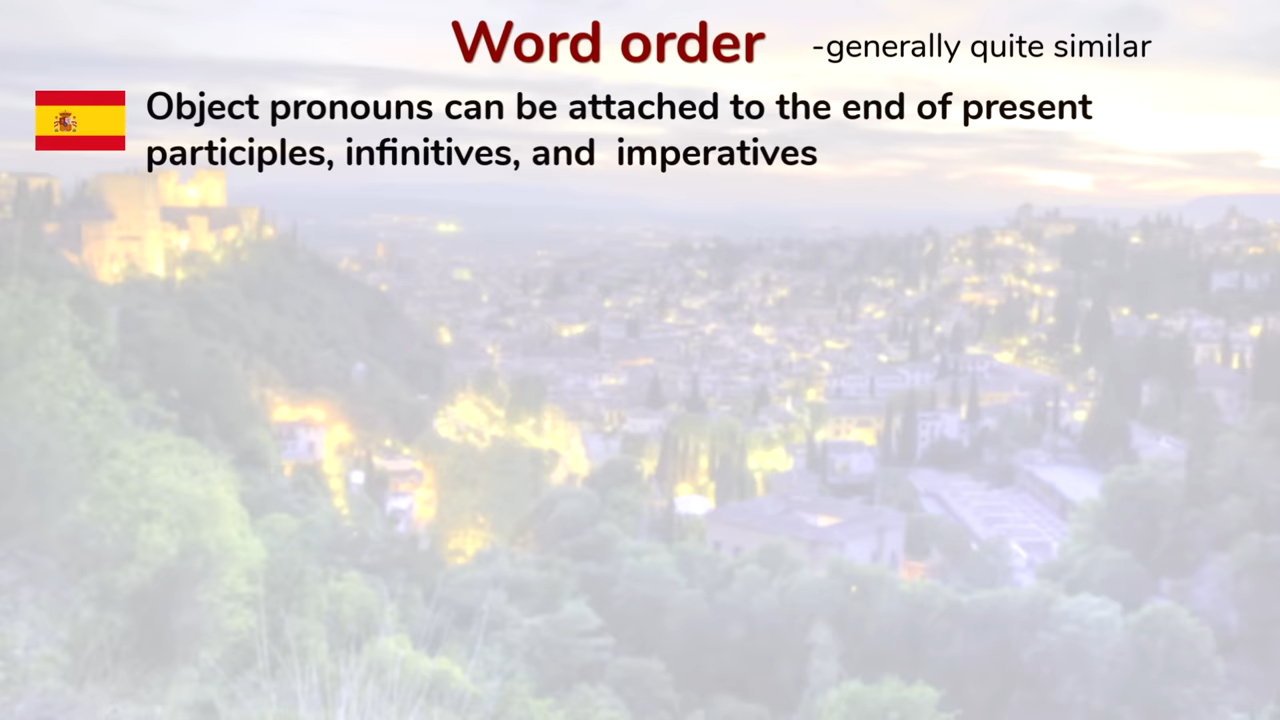 Word order -generally quite similar
Object pronouns can be attached to the end of present
participles, infinitives, and  imperatives